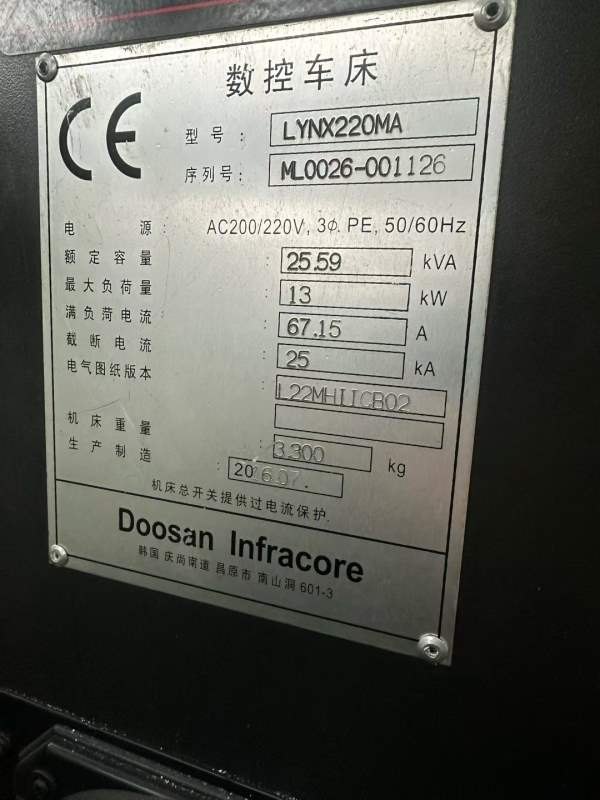 数控车床
CE
型号: LYNX220MA
序列号: ML0026-001126
电源: AC200/220V, 3Φ. PE, 50/60Hz
额定容量: 25.59 kVA
最大负荷量: 13 kW
满负荷电流: 67.15 A
截断电流: 25 kA
电气图纸版本: L22MHIICB02
机床重量: 3.300 kg
生产制造: 2016.07.
机床总开关提供过电流保护.
Doosan Infracore
韩国 庆尚南道 昌原市 南山洞 601-3